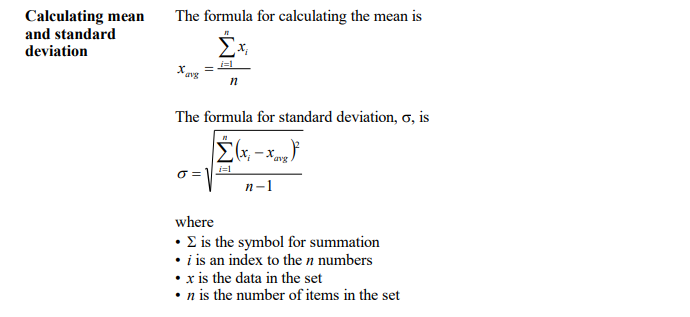 Calculating mean
and standard
deviation
The formula for calculating the mean is
x_avg = \frac{\sum_{i=1}^{n} x_i}{n}
The formula for standard deviation, σ, is
σ = \sqrt{\frac{\sum_{i=1}^{n} (x_i - x_{avg})^2}{n-1}}
where
• Σ is the symbol for summation
• i is an index to the n numbers
• x is the data in the set
• n is the number of items in the set